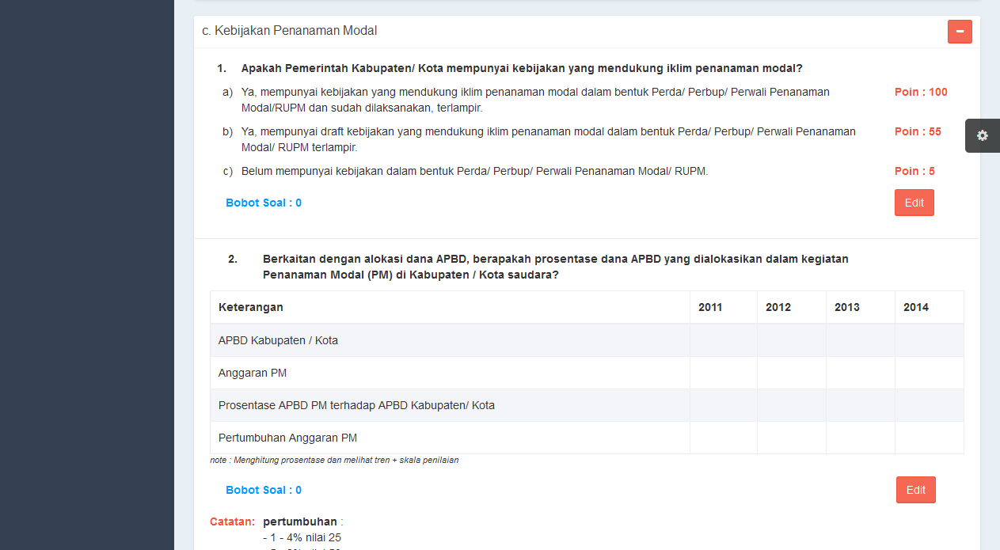 c. Kebijakan Penanaman Modal
1. Apakah Pemerintah Kabupaten/ Kota mempunyai kebijakan yang mendukung iklim penanaman modal?
a) Ya, mempunyai kebijakan yang mendukung iklim penanaman modal dalam bentuk Perda/ Perbup/ Perwali Penanaman Poin : 100
Modal/RUPM dan sudah dilaksanakan, terlampir.
b) Ya, mempunyai draft kebijakan yang mendukung iklim penanaman modal dalam bentuk Perda/ Perbup/ Perwali Penanaman Poin : 55
Modal/ RUPM terlampir.
c) Belum mempunyai kebijakan dalam bentuk Perda/ Perbup/ Perwali Penanaman Modal/ RUPM. Poin : 5
Bobot Soal : 0 Edit
2. Berkaitan dengan alokasi dana APBD, berapakah prosentase dana APBD yang dialokasikan dalam kegiatan
Penanaman Modal (PM) di Kabupaten / Kota saudara?
Keterangan 2011 2012 2013 2014
APBD Kabupaten / Kota
Anggaran PM
Prosentase APBD PM terhadap APBD Kabupaten/ Kota
Pertumbuhan Anggaran PM
note : Menghitung prosentase dan melihat tren + skala penilaian
Bobot Soal : 0 Edit
Catatan: pertumbuhan :
- 1 - 4% nilai 25